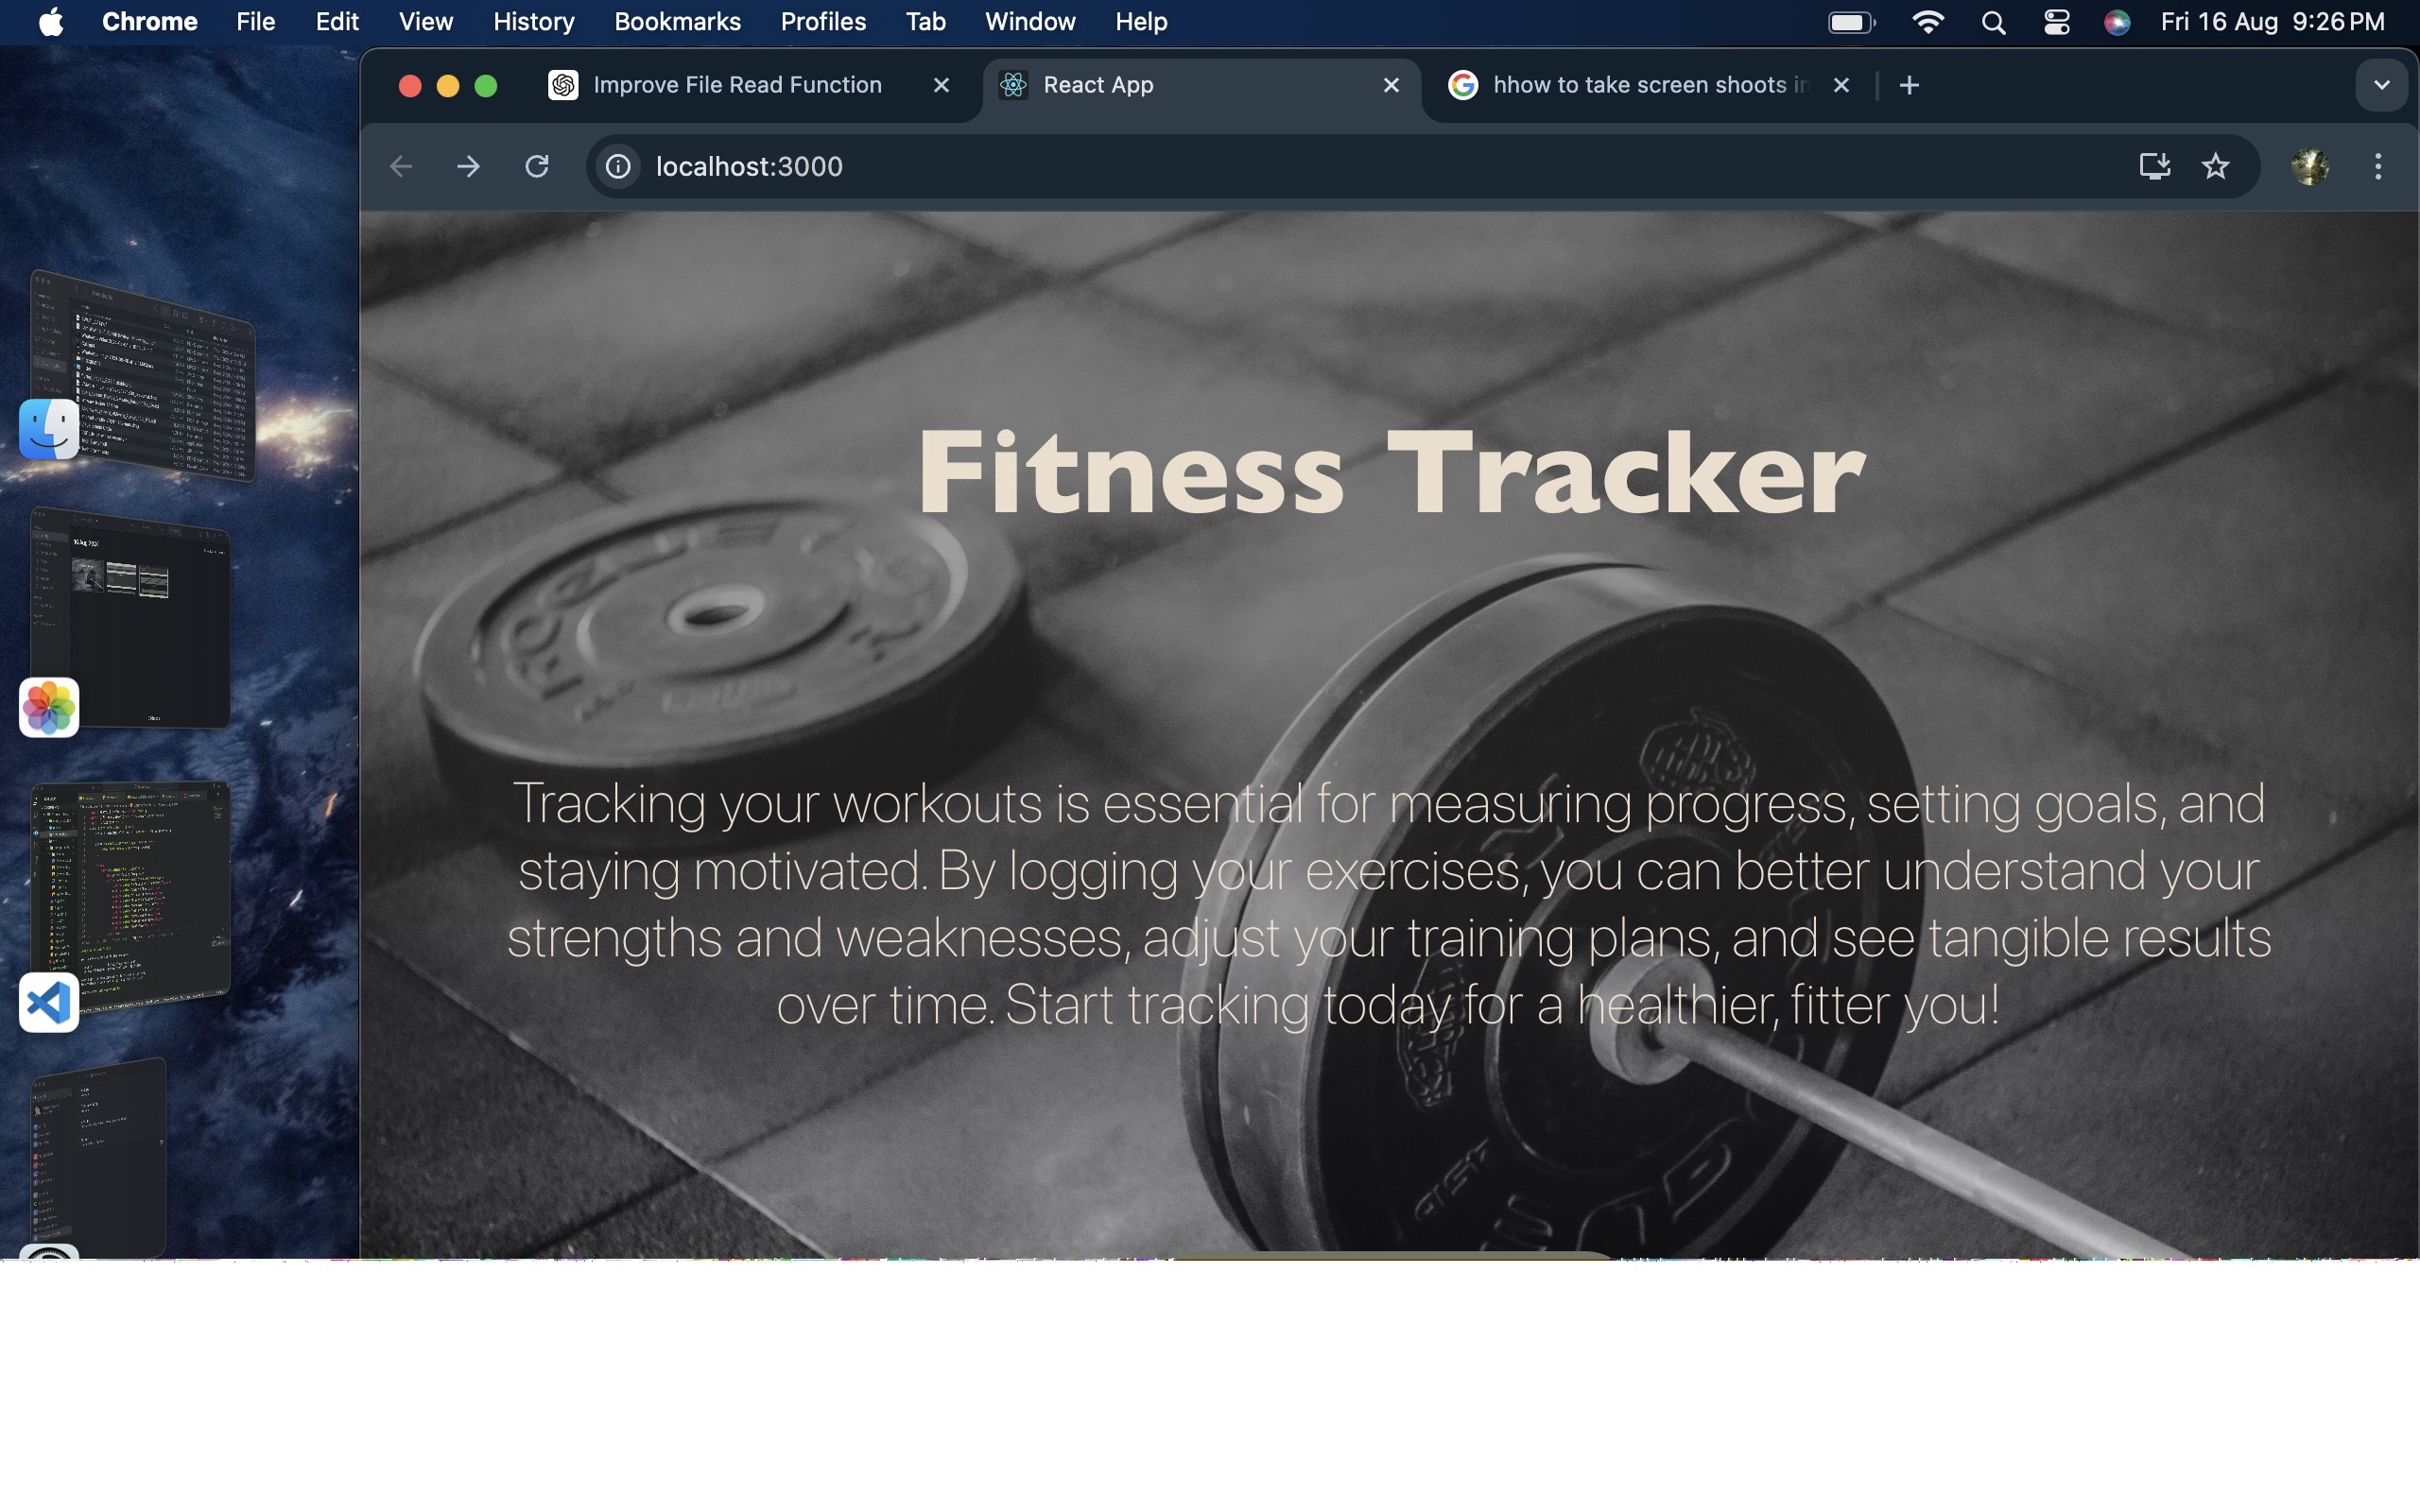 Chrome File Edit View History Bookmarks Profiles Tab Window Help Fri 16 Aug 9:26 PM
Improve File Read Function React App hhow to take screen shoots in
localhost:3000
Fitness Tracker
Tracking your workouts is essential for measuring progress, setting goals, and
staying motivated. By logging your exercises, you can better understand your
strengths and weaknesses, adjust your training plans, and see tangible results
over time. Start tracking today for a healthier, fitter you!